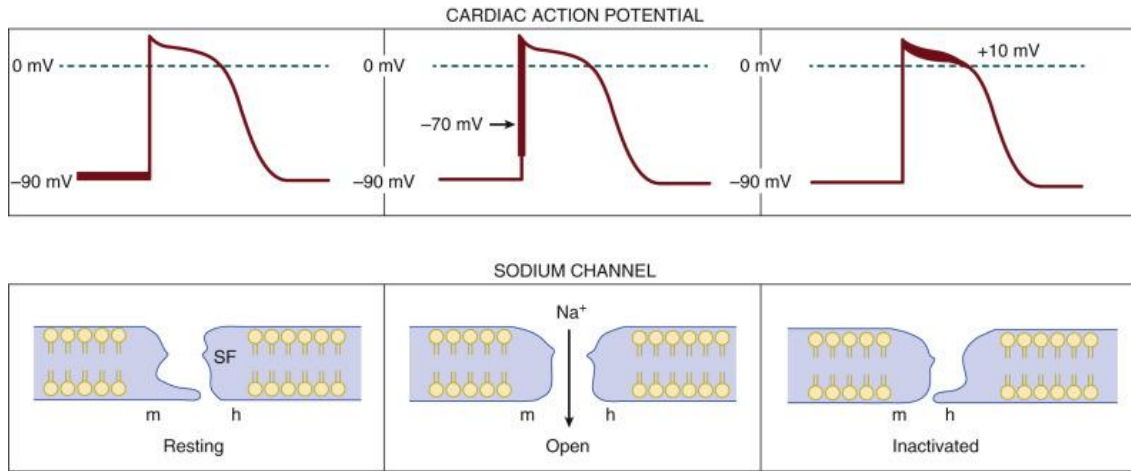 CARDIAC ACTION POTENTIAL
0 mV
–90 mV
0 mV
–70 mV
–90 mV
+10 mV
0 mV
–90 mV
SODIUM CHANNEL
SF
m h
Resting
Na⁺
m h
Open
m h
Inactivated